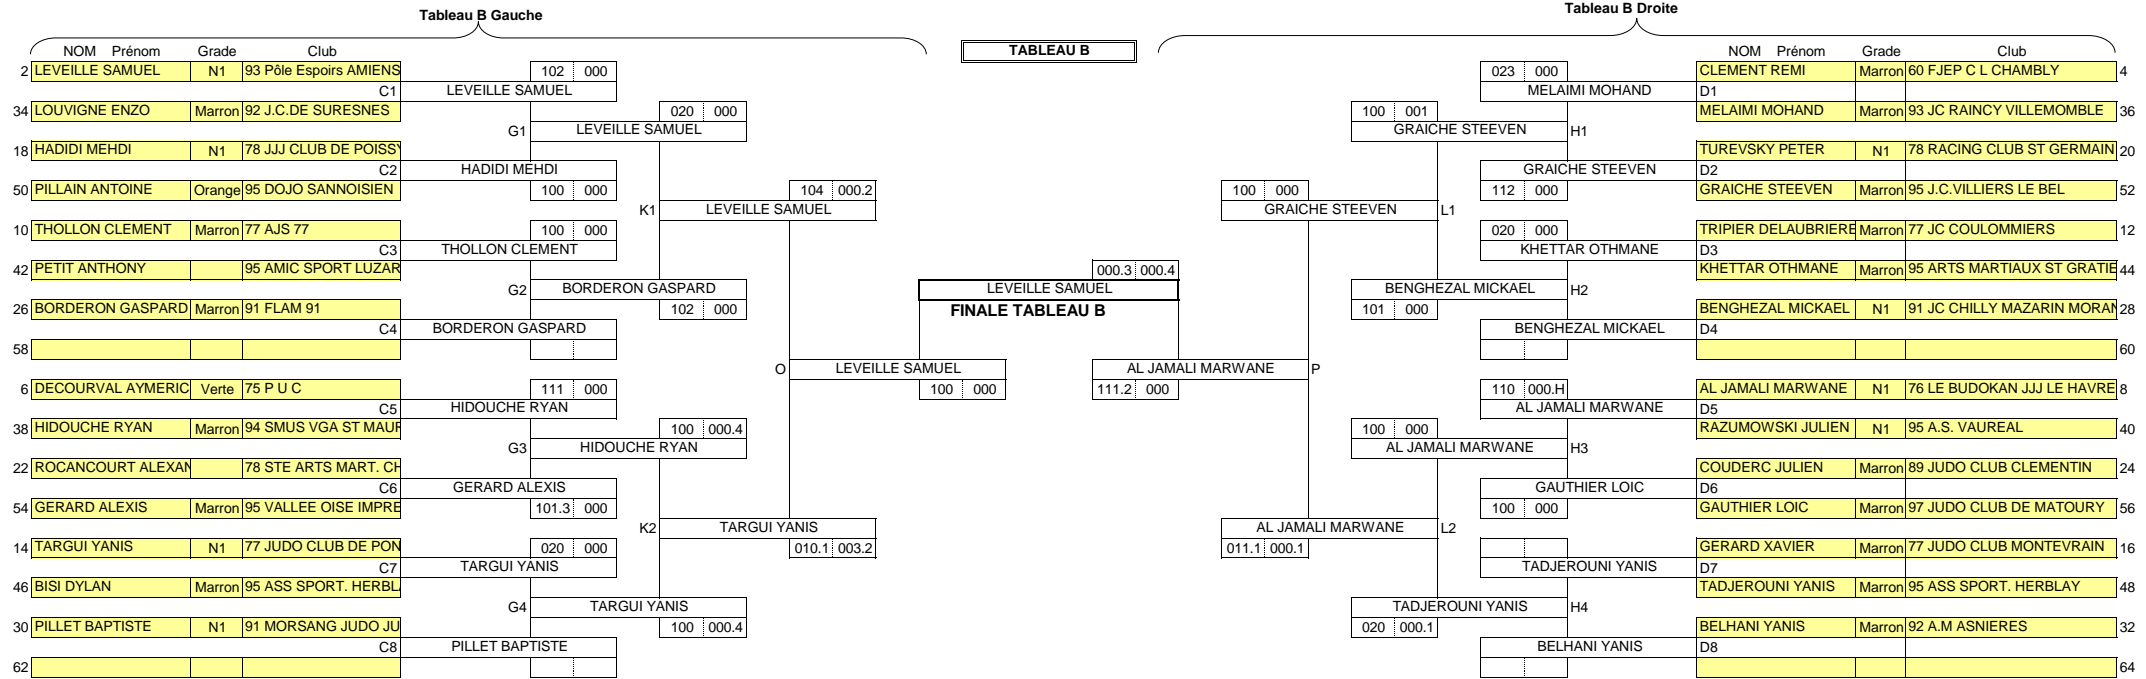 Tableau B Gauche
Tableau B Droite
TABLEAU B
NOM Prénom Grade Club
NOM Prénom Grade Club
2 LEVEILLE SAMUEL N1 93 Pôle Espoirs AMIENS 102 000
C1 LEVEILLE SAMUEL
34 LOUVIGNE ENZO Marron 92 J.C.DE SURESNES 020 000
G1 LEVEILLE SAMUEL
18 HADIDI MEHDI N1 78 JJJ CLUB DE POISSY
C2 HADIDI MEHDI
50 PILLAIN ANTOINE Orange 95 DOJO SANNOISIEN 100 000 104 000.2
K1 LEVEILLE SAMUEL
10 THOLLON CLEMENT Marron 77 AJS 77 100 000
C3 THOLLON CLEMENT
42 PETIT ANTHONY 95 AMIC SPORT LUZAR
G2 BORDERON GASPARD
26 BORDERON GASPARD Marron 91 FLAM 91 102 000
C4 BORDERON GASPARD
58
O LEVEILLE SAMUEL
6 DECOURVAL AYMERIC Verte 75 P U C 111 000 100 000
C5 HIDOUCHE RYAN
38 HIDOUCHE RYAN Marron 94 SMUS VGA ST MAUR 100 000.4
G3 HIDOUCHE RYAN
22 ROCANCOURT ALEXAN 78 STE ARTS MART. CH
C6 GERARD ALEXIS
54 GERARD ALEXIS Marron 95 VALLEE OISE IMPRE 101.3 000
K2 TARGUI YANIS
14 TARGUI YANIS N1 77 JUDO CLUB DE PON 020 000 010.1 003.2
C7 TARGUI YANIS
46 BISI DYLAN Marron 95 ASS SPORT. HERBL
G4 TARGUI YANIS
30 PILLET BAPTISTE N1 91 MORSANG JUDO JU 100 000.4
C8 PILLET BAPTISTE
62
000.3 000.4
LEVEILLE SAMUEL
FINALE TABLEAU B
023 000 CLEMENT REMI Marron 60 FJEP C L CHAMBLY 4
MELAIMI MOHAND D1
100 001 MELAIMI MOHAND Marron 93 JC RAINCY VILLEMOMBLE 36
GRAICHE STEEVEN H1
TUREVSKY PETER N1 78 RACING CLUB ST GERMAIN 20
GRAICHE STEEVEN D2
100 000 112 000 GRAICHE STEEVEN Marron 95 J.C.VILLIERS LE BEL 52
GRAICHE STEEVEN L1
020 000 TRIPIER DELAUBRIERE Marron 77 JC COULOMMIERS 12
KHETTAR OTHMANE D3
KHETTAR OTHMANE Marron 95 ARTS MARTIAUX ST GRATIE 44
BENGHEZAL MICKAEL H2
101 000 BENGHEZAL MICKAEL N1 91 JC CHILLY MAZARIN MORAN 28
BENGHEZAL MICKAEL D4
60
AL JAMALI MARWANE P
111.2 000 110 000.H AL JAMALI MARWANE N1 76 LE BUDOKAN JJJ LE HAVRE 8
AL JAMALI MARWANE D5
100 000 RAZUMOWSKI JULIEN N1 95 A.S. VAUREAL 40
AL JAMALI MARWANE H3
COUDERC JULIEN Marron 89 JUDO CLUB CLEMENTIN 24
GAUTHIER LOIC D6
100 000 GAUTHIER LOIC Marron 97 JUDO CLUB DE MATOURY 56
AL JAMALI MARWANE L2
011.1 000.1 GERARD XAVIER Marron 77 JUDO CLUB MONTEVRAIN 16
TADJEROUNI YANIS D7
TADJEROUNI YANIS Marron 95 ASS SPORT. HERBLAY 48
TADJEROUNI YANIS H4
020 000.1 BELHANI YANIS Marron 92 A.M ASNIERES 32
BELHANI YANIS D8
64